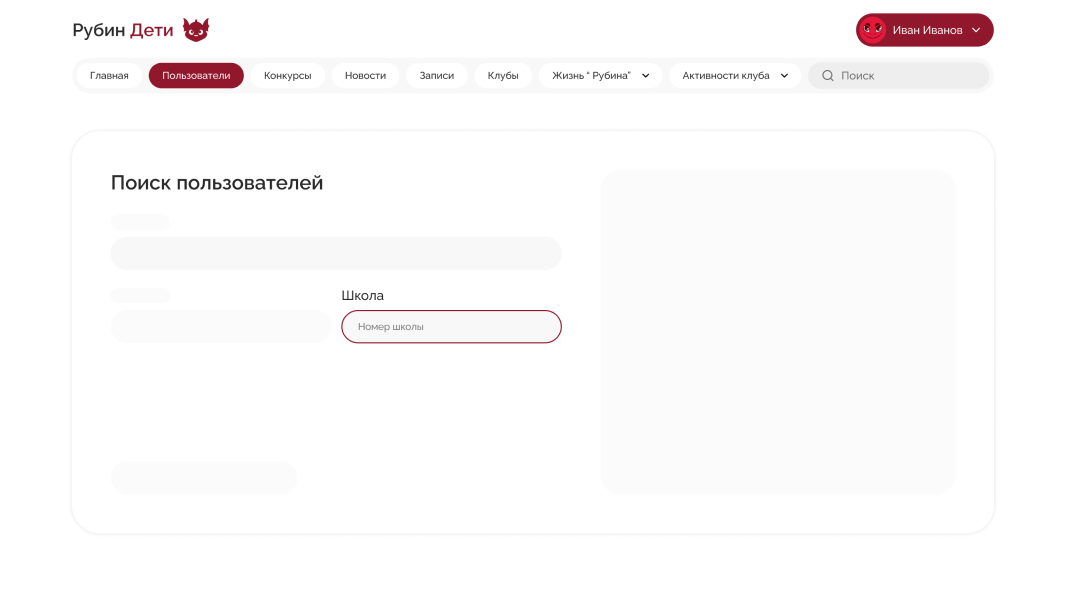 Рубин Дети
Иван Иванов
Главная
Пользователи
Конкурсы
Новости
Записи
Клубы
Жизнь " Рубина"
Активности клуба
Поиск
Поиск пользователей
Школа
Номер школы